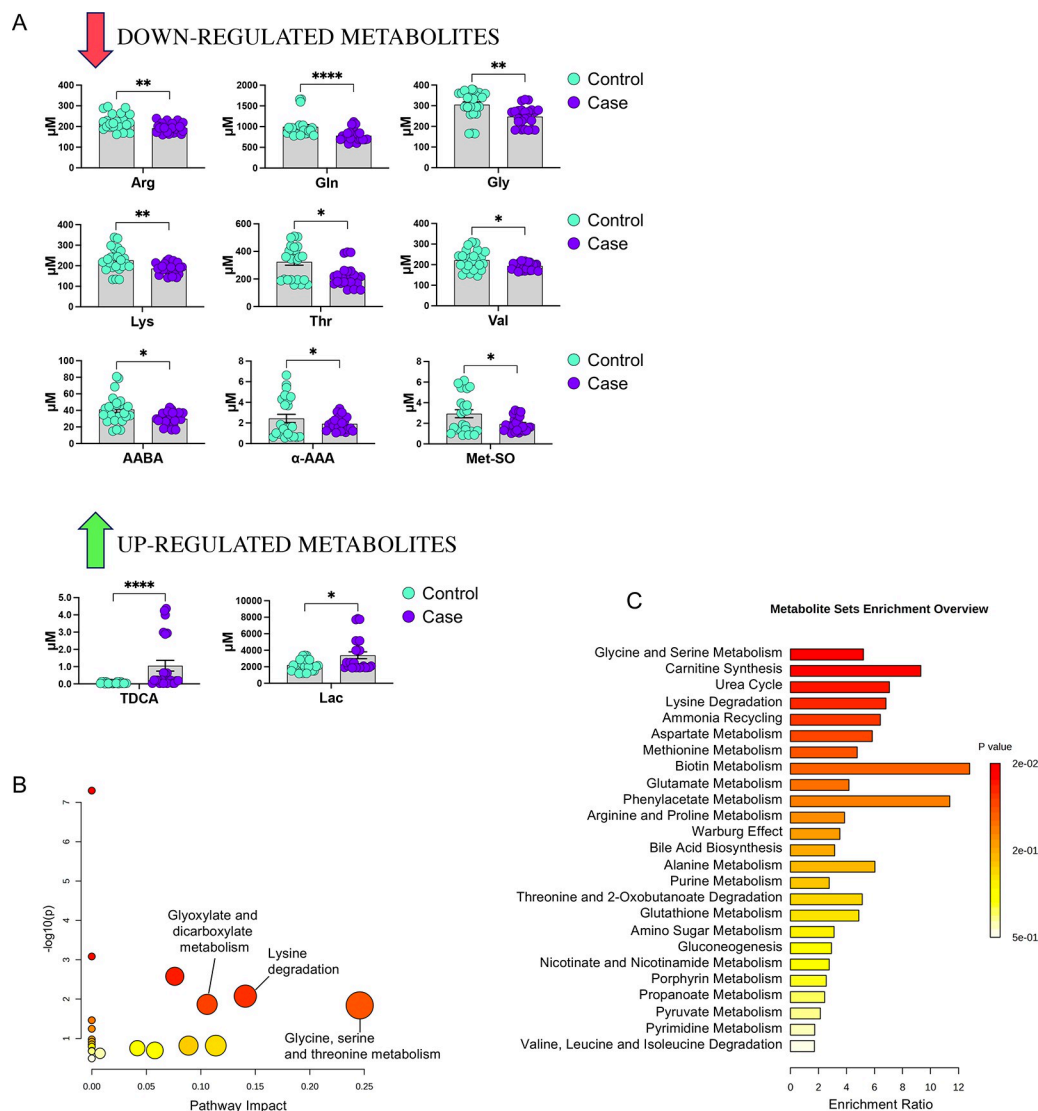 A
DOWN-REGULATED METABOLITES
Control
Case
µM
400
300
200
100
0
**
Arg
µM
2000
1500
1000
500
0
****
Gln
µM
400
300
200
100
0
**
Gly
Control
Case
µM
400
300
200
100
0
**
Lys
µM
600
400
200
0
*
Thr
µM
400
300
200
100
0
*
Val
Control
Case
µM
100
80
60
40
20
0
*
AABA
µM
8
6
4
2
0
*
α-AAA
µM
8
6
4
2
0
*
Met-SO
UP-REGULATED METABOLITES
Control
Case
µM
5.0
4.0
3.0
2.0
1.0
0.0
****
TDCA
µM
10000
8000
6000
4000
2000
0
*
Lac
B
-log10(p)
7
6
5
4
3
2
1
Glyoxylate and
dicarboxylate
metabolism
Lysine
degradation
Glycine, serine
and threonine metabolism
0.00 0.05 0.10 0.15 0.20 0.25
Pathway Impact
C
Metabolite Sets Enrichment Overview
Glycine and Serine Metabolism
Carnitine Synthesis
Urea Cycle
Lysine Degradation
Ammonia Recycling
Aspartate Metabolism
Methionine Metabolism
Biotin Metabolism
Glutamate Metabolism
Phenylacetate Metabolism
Arginine and Proline Metabolism
Warburg Effect
Bile Acid Biosynthesis
Alanine Metabolism
Purine Metabolism
Threonine and 2-Oxobutanoate Degradation
Glutathione Metabolism
Amino Sugar Metabolism
Gluconeogenesis
Nicotinate and Nicotinamide Metabolism
Porphyrin Metabolism
Propanoate Metabolism
Pyruvate Metabolism
Pyrimidine Metabolism
Valine, Leucine and Isoleucine Degradation
0 2 4 6 8 10 12
Enrichment Ratio
P value
2e-02
2e-01
5e-01